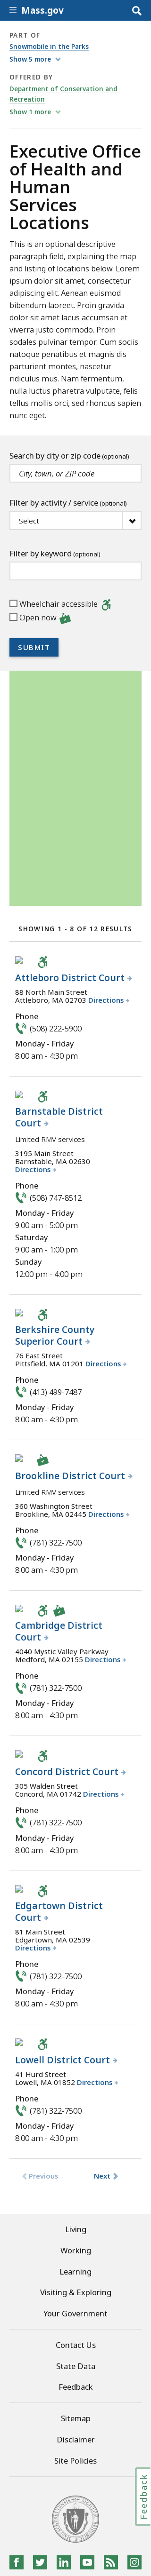 Mass.gov
PART OF
Snowmobile in the Parks
Show 5 more
OFFERED BY
Department of Conservation and
Recreation
Show 1 more
Executive Office
of Health and
Human
Services
Locations
This is an optional descriptive
paragraph field, explaining the map
and listing of locations below. Lorem
ipsum dolor sit amet, consectetur
adipiscing elit. Aenean euismod
bibendum laoreet. Proin gravida
dolor sit amet lacus accumsan et
viverra justo commodo. Proin
sodales pulvinar tempor. Cum sociis
natoque penatibus et magnis dis
parturient montes, nascetur
ridiculus mus. Nam fermentum,
nulla luctus pharetra vulputate, felis
tellus mollis orci, sed rhoncus sapien
nunc eget.
Search by city or zip code (optional)
City, town, or ZIP code
Filter by activity / service (optional)
Select
Filter by keyword (optional)
Wheelchair accessible
Open now
SUBMIT
SHOWING 1 - 8 OF 12 RESULTS
Attleboro District Court
88 North Main Street
Attleboro, MA 02703 Directions
Phone
(508) 222-5900
Monday - Friday
8:00 am - 4:30 pm
Barnstable District
Court
Limited RMV services
3195 Main Street
Barnstable, MA 02630
Directions
Phone
(508) 747-8512
Monday - Friday
9:00 am - 5:00 pm
Saturday
9:00 am - 1:00 pm
Sunday
12:00 pm - 4:00 pm
Berkshire County
Superior Court
76 East Street
Pittsfield, MA 01201 Directions
Phone
(413) 499-7487
Monday - Friday
8:00 am - 4:30 pm
Brookline District Court
Limited RMV services
360 Washington Street
Brookline, MA 02445 Directions
Phone
(781) 322-7500
Monday - Friday
8:00 am - 4:30 pm
Cambridge District
Court
4040 Mystic Valley Parkway
Medford, MA 02155 Directions
Phone
(781) 322-7500
Monday - Friday
8:00 am - 4:30 pm
Concord District Court
305 Walden Street
Concord, MA 01742 Directions
Phone
(781) 322-7500
Monday - Friday
8:00 am - 4:30 pm
Edgartown District
Court
81 Main Street
Edgartown, MA 02539
Directions
Phone
(781) 322-7500
Monday - Friday
8:00 am - 4:30 pm
Lowell District Court
41 Hurd Street
Lowell, MA 01852 Directions
Phone
(781) 322-7500
Monday - Friday
8:00 am - 4:30 pm
Previous
Next
Living
Working
Learning
Visiting & Exploring
Your Government
Contact Us
State Data
Feedback
Sitemap
Disclaimer
Site Policies
Feedback